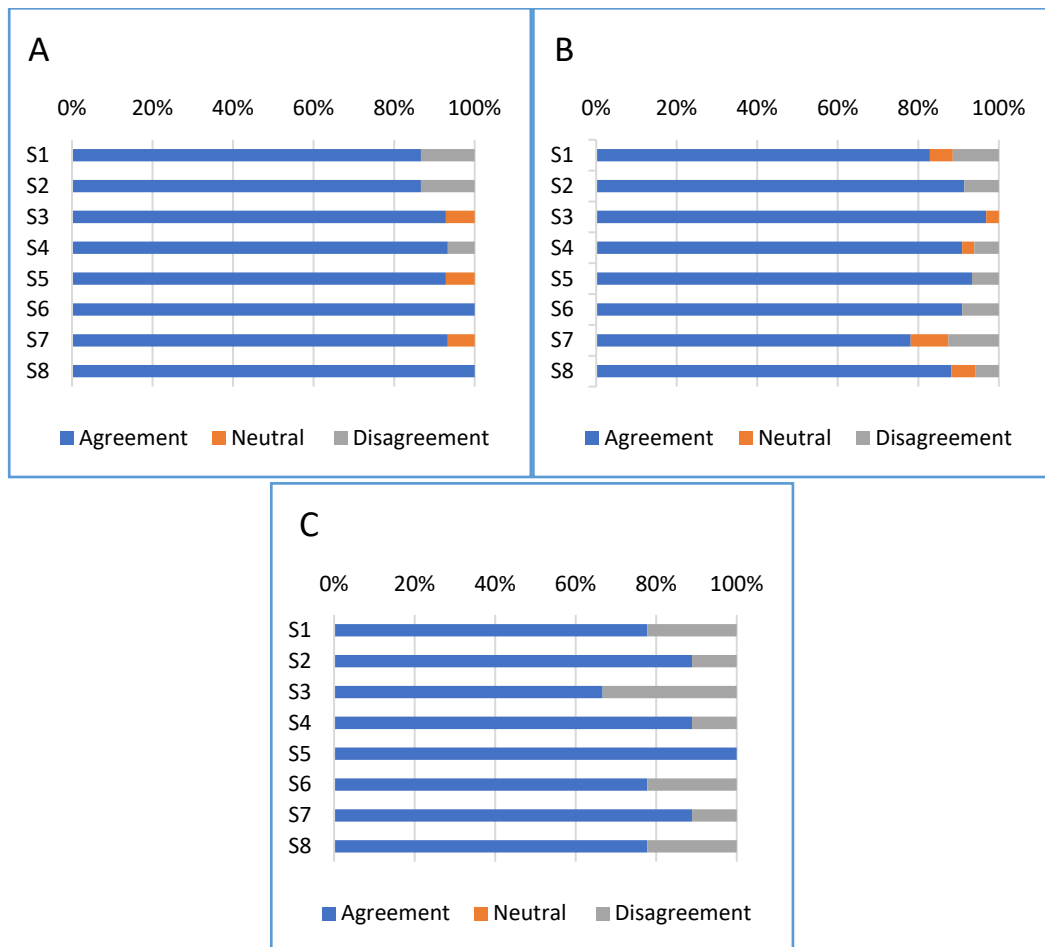 A
0% 20% 40% 60% 80% 100%
S1
S2
S3
S4
S5
S6
S7
S8
Agreement Neutral Disagreement
B
0% 20% 40% 60% 80% 100%
S1
S2
S3
S4
S5
S6
S7
S8
Agreement Neutral Disagreement
C
0% 20% 40% 60% 80% 100%
S1
S2
S3
S4
S5
S6
S7
S8
Agreement Neutral Disagreement